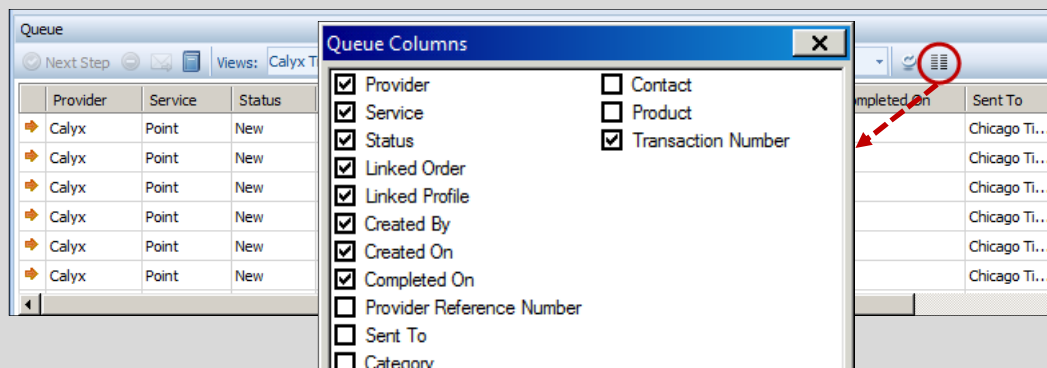 Queue
Next Step Views: Calyx T
Provider Service Status mpleted On Sent To
Calyx Point New Chicago Ti...
Calyx Point New Chicago Ti...
Calyx Point New Chicago Ti...
Calyx Point New Chicago Ti...
Calyx Point New Chicago Ti...
Calyx Point New Chicago Ti...
Queue Columns
Provider
Service
Status
Linked Order
Linked Profile
Created By
Created On
Completed On
Provider Reference Number
Sent To
Category
Contact
Product
Transaction Number